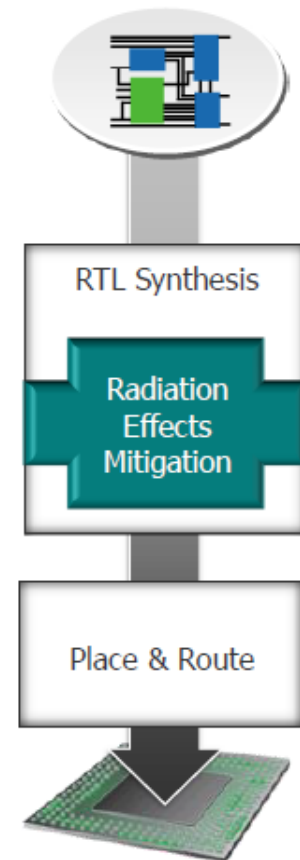 RTL Synthesis
Radiation
Effects
Mitigation
Place & Route